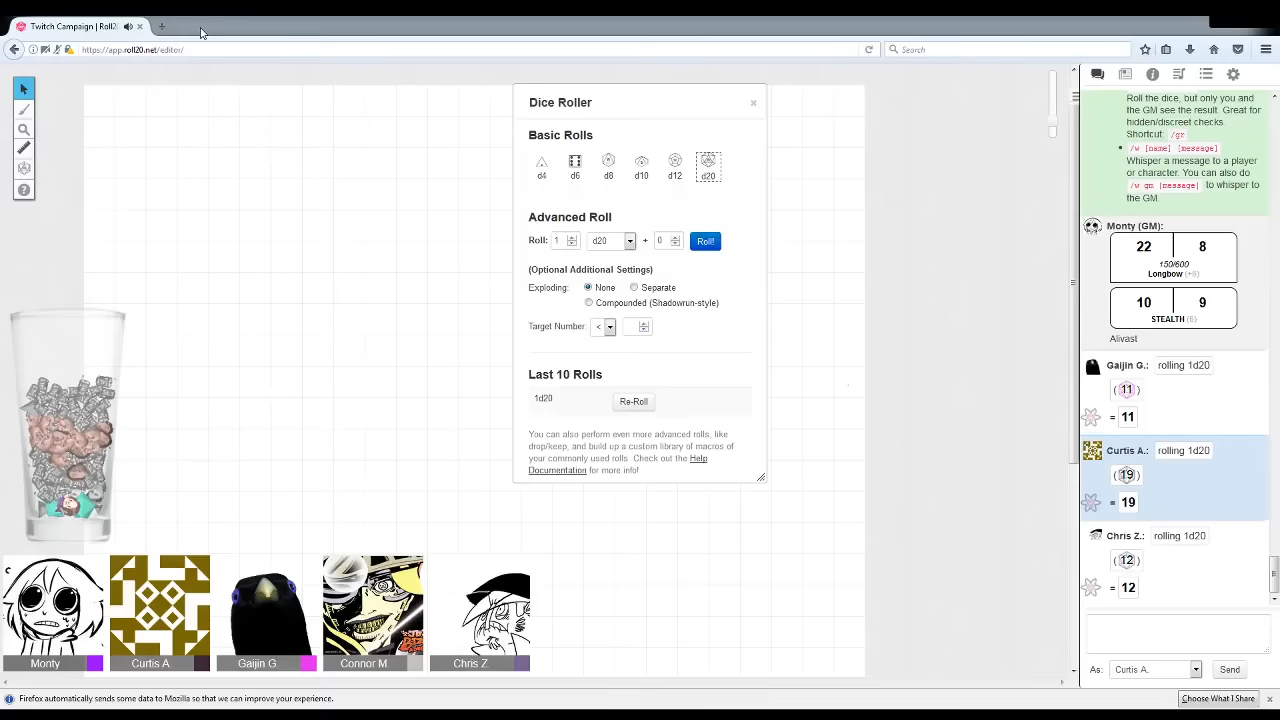 Twitch Campaign | Roll20
https://app.roll20.net/editor/
Search
Dice Roller
Basic Rolls
d4 d6 d8 d10 d12 d20
Advanced Roll
Roll: 1 d20 + 0 Roll!
(Optional Additional Settings)
Exploding: None Separate
Compounded (Shadowrun-style)
Target Number: <
Last 10 Rolls
1d20 Re-Roll
You can also perform even more advanced rolls, like
drop/keep, and build up a custom library of macros of
your commonly used rolls. Check out the Help
Documentation for more info!
Roll the dice, but only you and
the GM see the result. Great for
hidden/discreet checks.
Shortcut: /gr
/w [name] [message]
Whisper a message to a player
or character. You can also do
/w gm [message] to whisper to
the GM.
Monty (GM):
22 8
150/600
Longbow (+6)
10 9
STEALTH (6)
Alivast
Gaijin G.: rolling 1d20
(11)
= 11
Curtis A.: rolling 1d20
(19)
= 19
Chris Z.: rolling 1d20
(12)
= 12
As: Curtis A. Send
Monty
Curtis A
Gaijin G.
Connor M.
Chris Z.
Firefox automatically sends some data to Mozilla so that we can improve your experience.
Choose What I Share